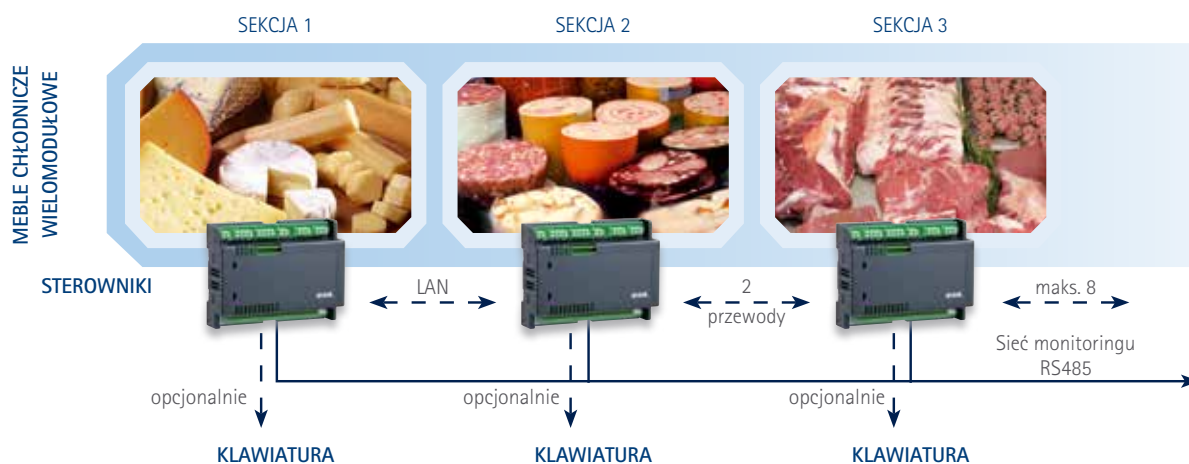 SEKCJA 1
SEKCJA 2
SEKCJA 3
MEBLE CHŁODNICZE
WIELOMODUŁOWE
STEROWNIKI
LAN
2
przewody
maks. 8
Sieć monitoringu
RS485
opcjonalnie
opcjonalnie
opcjonalnie
KLAWIATURA
KLAWIATURA
KLAWIATURA